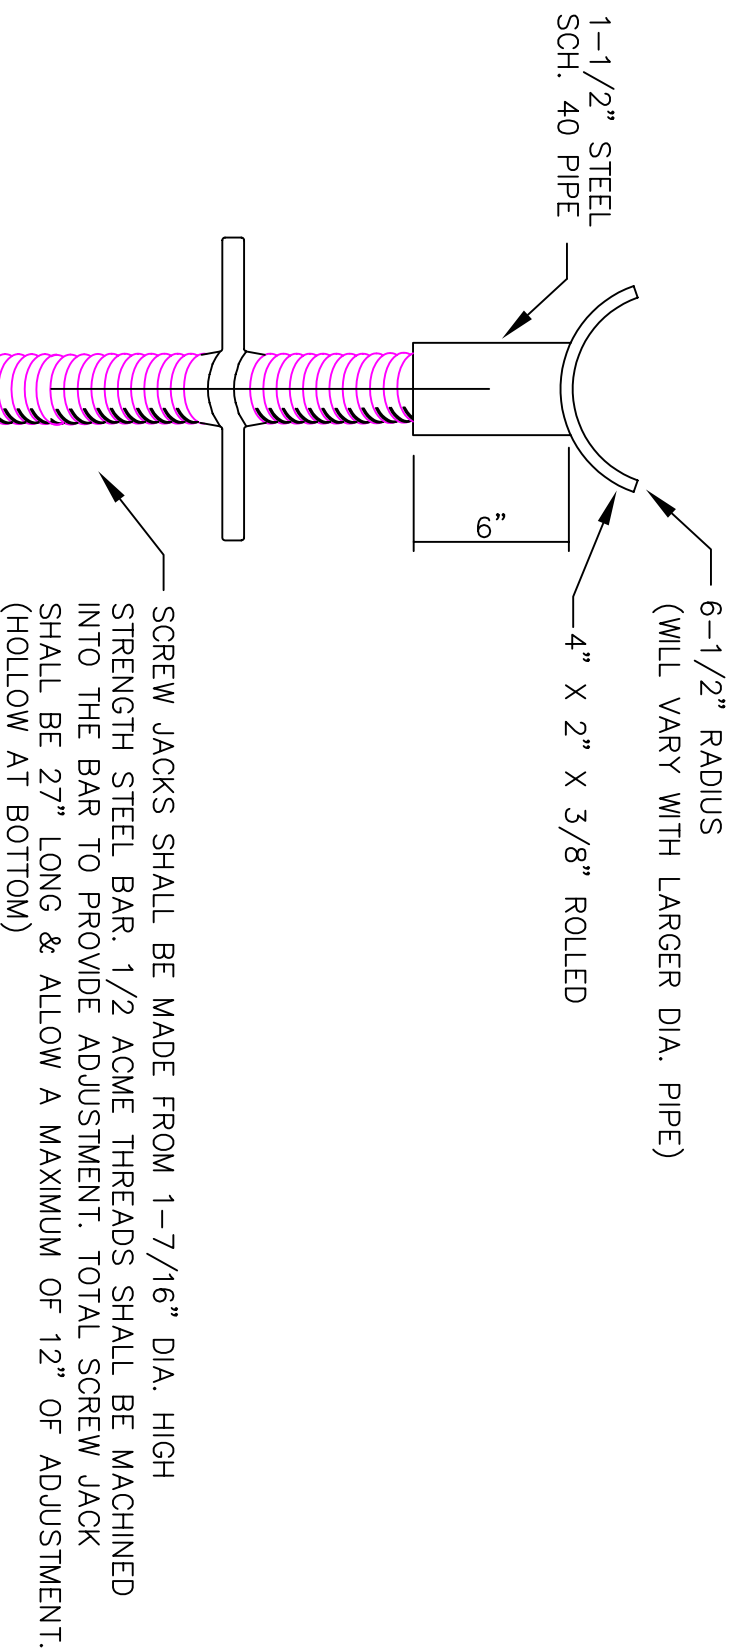 1-1/2" STEEL
SCH. 40 PIPE
6-1/2" RADIUS
(WILL VARY WITH LARGER DIA. PIPE)
4" X 2" X 3/8" ROLLED
6"
SCREW JACKS SHALL BE MADE FROM 1-7/16" DIA. HIGH
STRENGTH STEEL BAR. 1/2 ACME THREADS SHALL BE MACHINED
INTO THE BAR TO PROVIDE ADJUSTMENT. TOTAL SCREW JACK
SHALL BE 27" LONG & ALLOW A MAXIMUM OF 12" OF ADJUSTMENT.
(HOLLOW AT BOTTOM)